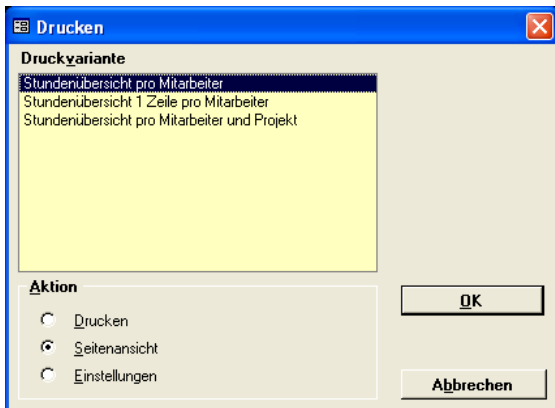 Drucken
Druckvariante
Stundenübersicht pro Mitarbeiter
Stundenübersicht 1 Zeile pro Mitarbeiter
Stundenübersicht pro Mitarbeiter und Projekt
Aktion
Drucken
Seitenansicht
Einstellungen
OK
Abbrechen